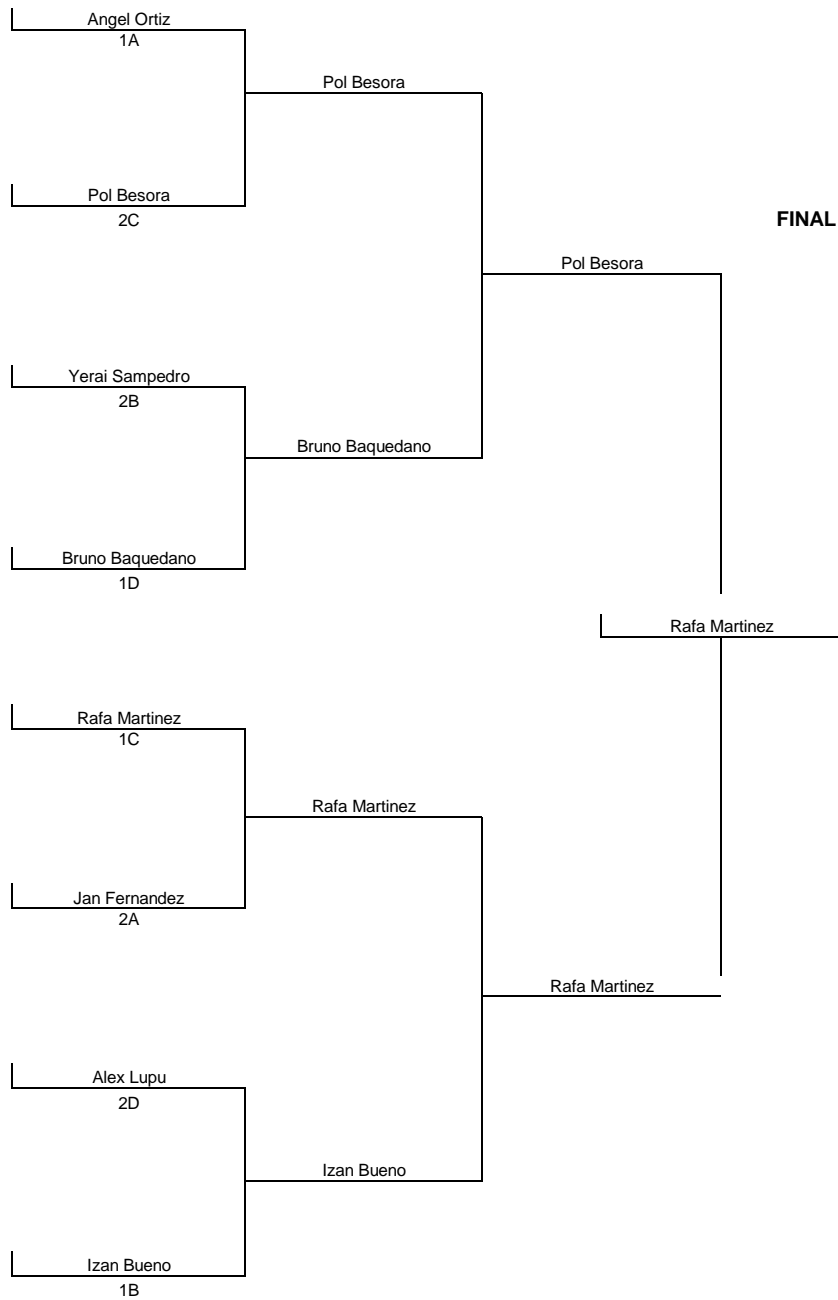 Angel Ortiz
1A
Pol Besora
Pol Besora
2C
FINAL
Pol Besora
Yerai Sampedro
2B
Bruno Baquedano
Bruno Baquedano
1D
Rafa Martinez
Rafa Martinez
1C
Rafa Martinez
Jan Fernandez
2A
Rafa Martinez
Alex Lupu
2D
Izan Bueno
Izan Bueno
1B